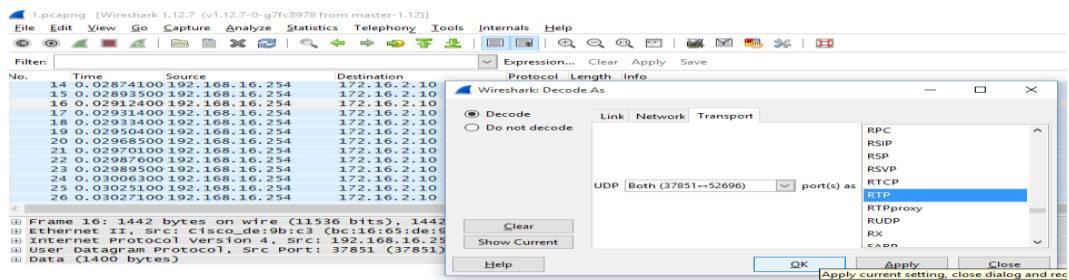 1.pcapng [Wireshark 1.12.7 (v1.12.7-0-g7fc8978 from master-1.12)]
File Edit View Go Capture Analyze Statistics Telephony Tools Internals Help
Filter: Expression... Clear Apply Save
No. Time Source Destination Protocol Length Info
14 0.02874100 192.168.16.254 172.16.2.10
15 0.02893500 192.168.16.254 172.16.2.10
16 0.02912400 192.168.16.254 172.16.2.10
17 0.02931400 192.168.16.254 172.16.2.10
18 0.02933400 192.168.16.254 172.16.2.10
19 0.02950400 192.168.16.254 172.16.2.10
20 0.02968500 192.168.16.254 172.16.2.10
21 0.02970100 192.168.16.254 172.16.2.10
22 0.02987600 192.168.16.254 172.16.2.10
23 0.02989500 192.168.16.254 172.16.2.10
24 0.03006300 192.168.16.254 172.16.2.10
25 0.03025100 192.168.16.254 172.16.2.10
26 0.03027100 192.168.16.254 172.16.2.10
Frame 16: 1442 bytes on wire (11536 bits), 1442
Ethernet II, Src: Cisco_de:9b:c3 (bc:16:65:de:9
Internet Protocol Version 4, Src: 192.168.16.25
User Datagram Protocol, Src Port: 37851 (37851)
Data (1400 bytes)
Wireshark: Decode As
Decode
Do not decode
Link Network Transport
UDP Both (37851↔52696) port(s) as
RPC
RSIP
RSP
RSVP
RTCP
RTP
RTPproxy
RUDP
RX
SABP
Clear
Show Current
Help OK Apply Close
Apply current setting, close dialog and red